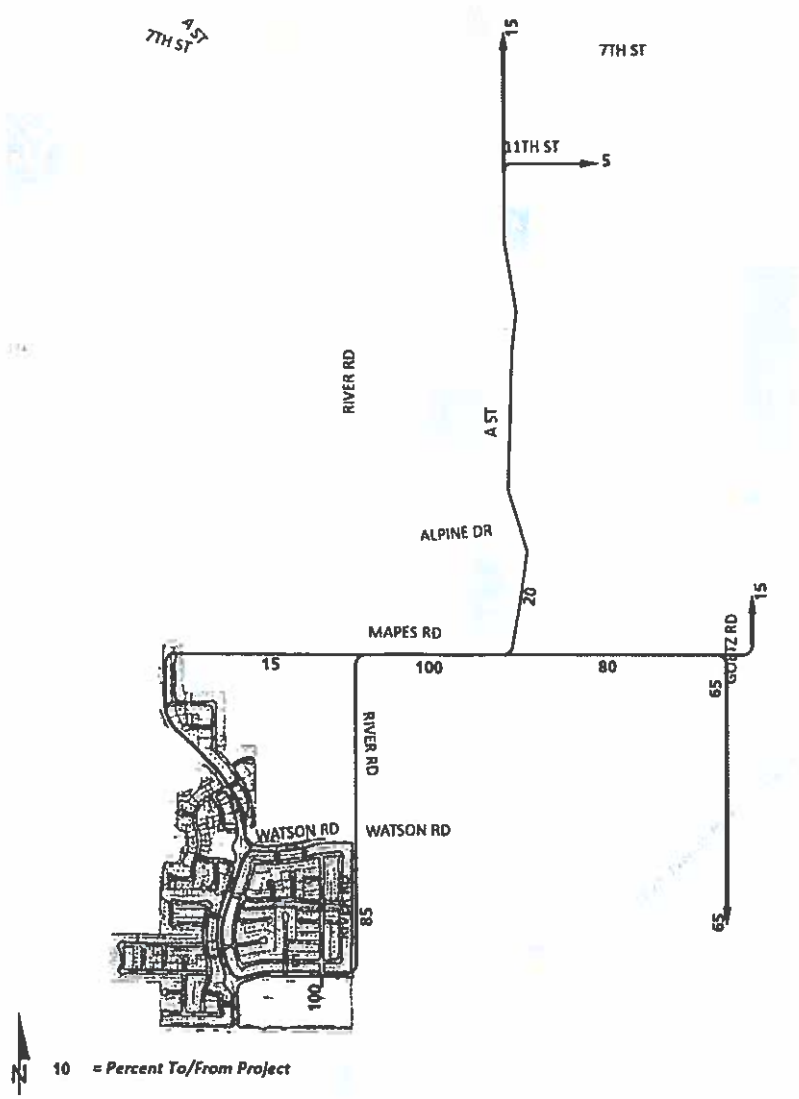 A ST
7TH ST
15
7TH ST
11TH ST
5
RIVER RD
A ST
ALPINE DR
20
15
MAPES RD
GOETZ RD
15
100
80
65
RIVER RD
WATSON RD
WATSON RD
RIVER RD
85
65
100
N
10 = Percent To/From Project